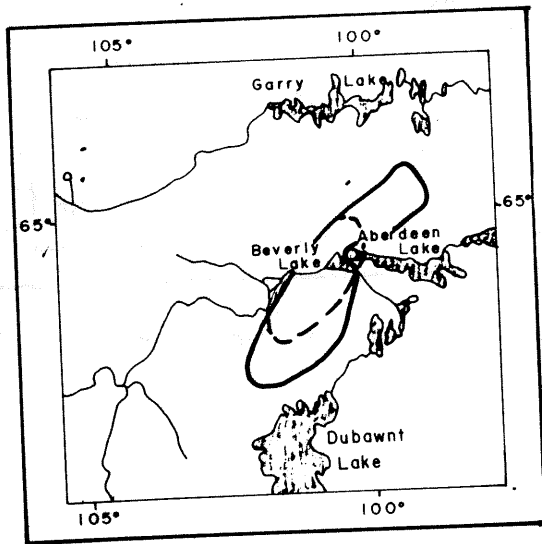 105° 100°
Garry Lake
65° 65°
Aberdeen
Beverly Lake
Lake
Dubawnt
Lake
105° 100°